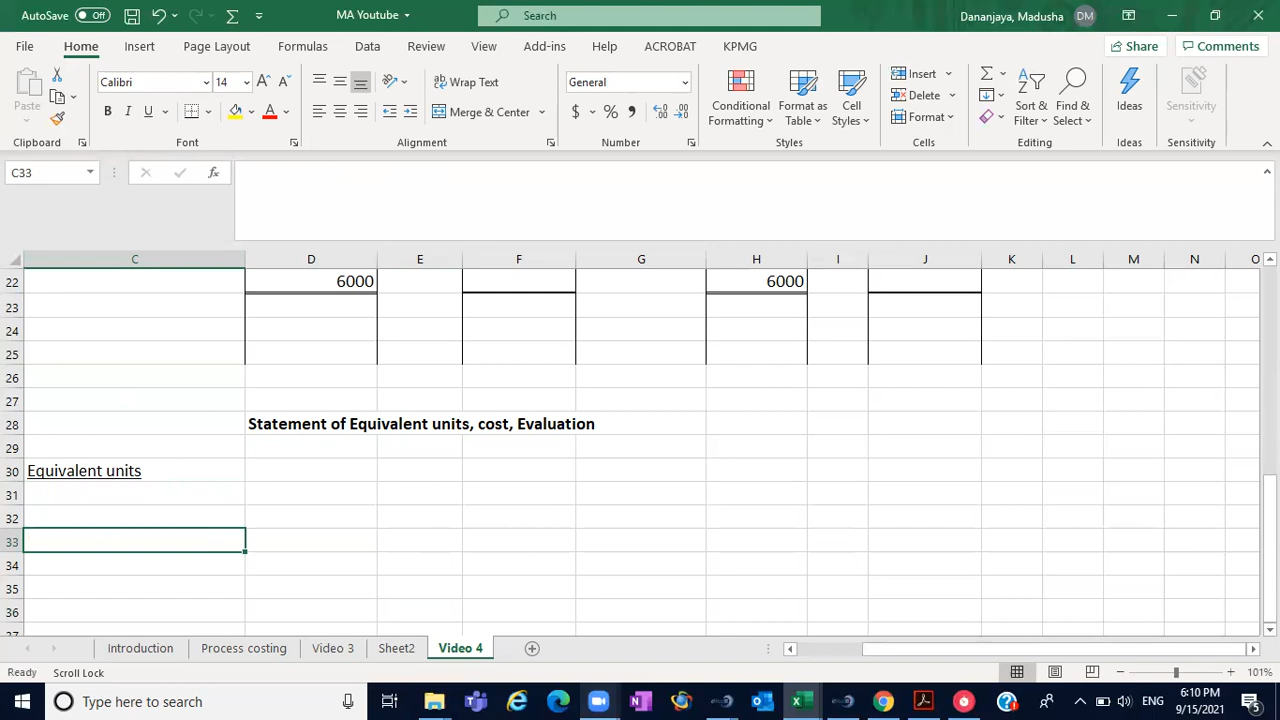 AutoSave Off MA Youtube Search Dananjaya, Madusha DM
File Home Insert Page Layout Formulas Data Review View Add-ins Help ACROBAT KPMG Share Comments
Paste Calibri 14 Wrap Text General Conditional Formatting Format as Table Cell Styles Insert Sort & Filter Find & Select Ideas Sensitivity
B I U Merge & Center $ % Delete
Format
Clipboard Font Alignment Number Styles Cells Editing Ideas Sensitivity
C33 fx
C D E F G H I J K L M N O
22 6000 6000
23
24
25
26
27
28 Statement of Equivalent units, cost, Evaluation
29
30 Equivalent units
31
32
33
34
35
36
37
Introduction Process costing Video 3 Sheet2 Video 4
Ready Scroll Lock 101%
Type here to search ENG 6:10 PM
9/15/2021 5